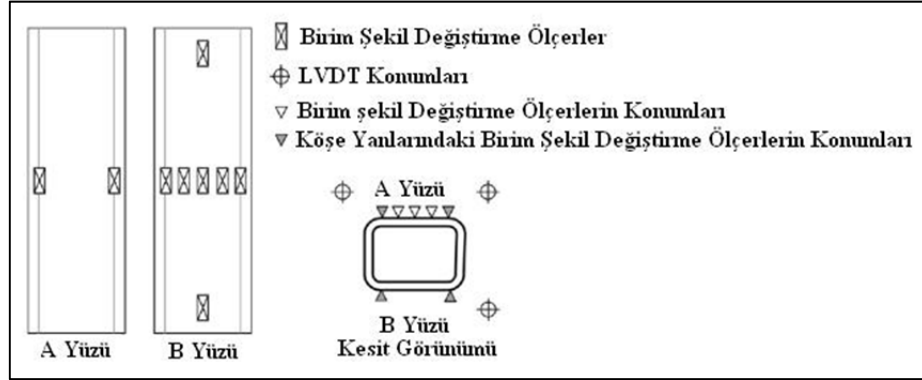 Birim Şekil Değiştirme Ölçerler
LVDT Konumları
Birim şekil Değiştirme Ölçerlerin Konumları
Köşe Yanlarındaki Birim Şekil Değiştirme Ölçerlerin Konumları
A Yüzü
B Yüzü
Kesit Görünümü
A Yüzü
B Yüzü